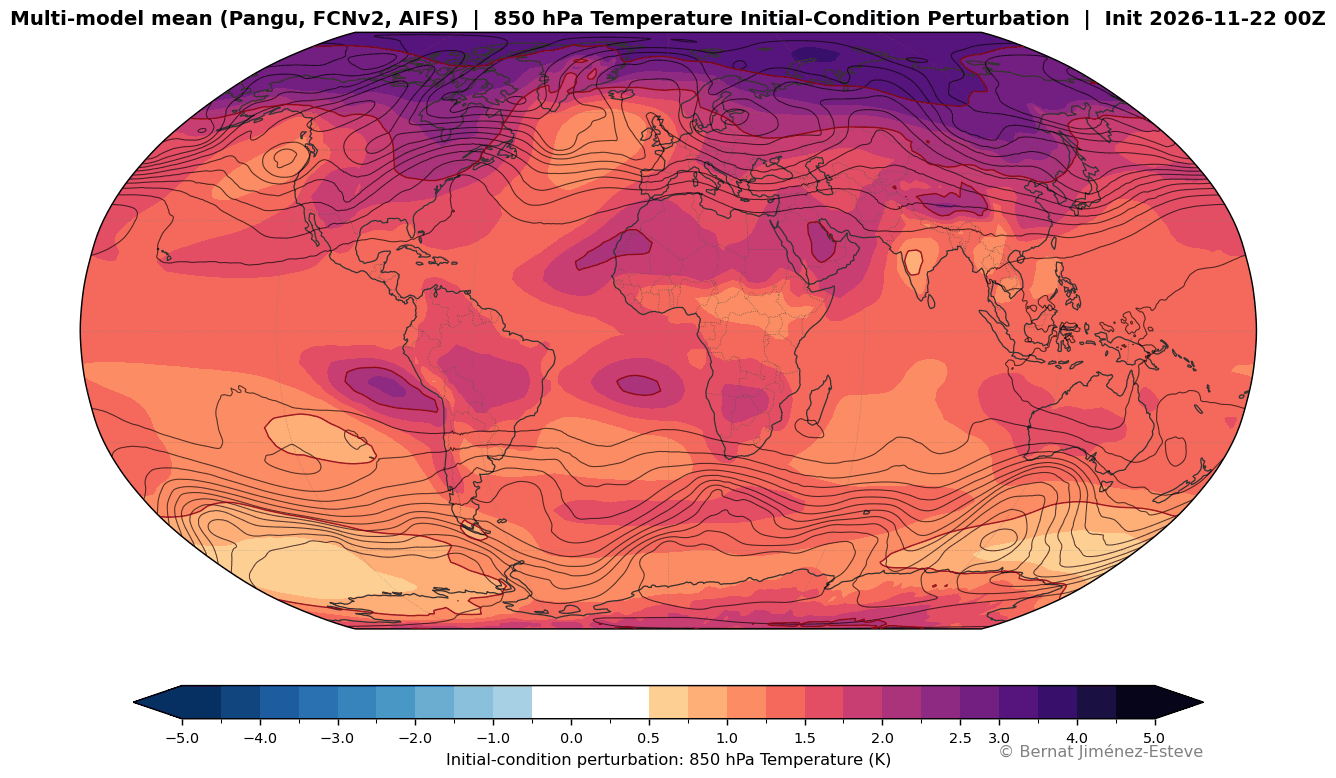 Multi-model mean (Pangu, FCNv2, AIFS)  |  850 hPa Temperature Initial-Condition Perturbation  |  Init 2026-11-22 00Z
−5.0 −4.0 −3.0 −2.0 −1.0 0.0 0.5 1.0 1.5 2.0 2.5 3.0 4.0 5.0
Initial-condition perturbation: 850 hPa Temperature (K)
© Bernat Jiménez-Esteve